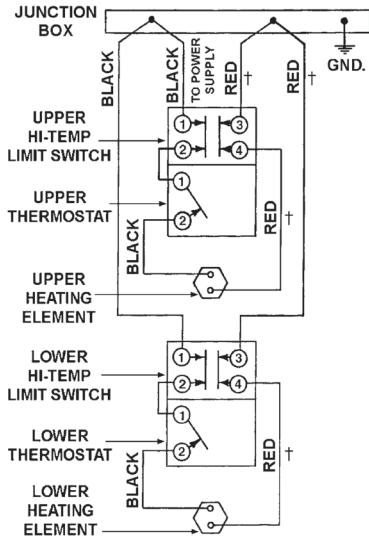 JUNCTION
BOX
BLACK
BLACK
TO POWER
SUPPLY
RED †
RED †
GND.
UPPER
HI-TEMP
LIMIT SWITCH
1
3
2
4
UPPER
THERMOSTAT
1
2
BLACK
RED †
UPPER
HEATING
ELEMENT
LOWER
HI-TEMP
LIMIT SWITCH
1
3
2
4
LOWER
THERMOSTAT
1
2
BLACK
RED †
LOWER
HEATING
ELEMENT